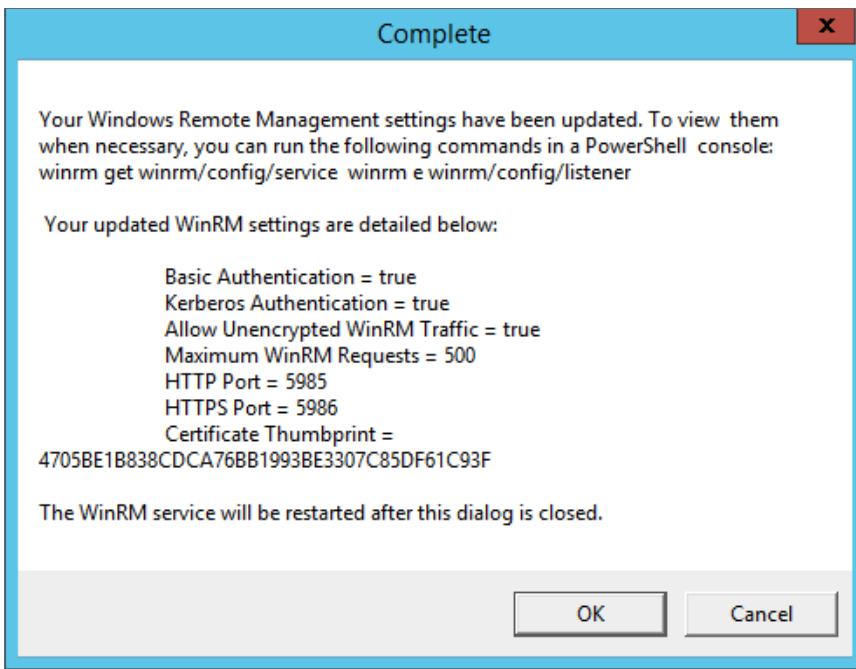 Complete
x
Your Windows Remote Management settings have been updated. To view  them
when necessary, you can run the following commands in a PowerShell  console:
winrm get winrm/config/service  winrm e winrm/config/listener
Your updated WinRM settings are detailed below:
Basic Authentication = true
Kerberos Authentication = true
Allow Unencrypted WinRM Traffic = true
Maximum WinRM Requests = 500
HTTP Port = 5985
HTTPS Port = 5986
Certificate Thumbprint =
4705BE1B838CDCA76BB1993BE3307C85DF61C93F
The WinRM service will be restarted after this dialog is closed.
OK
Cancel